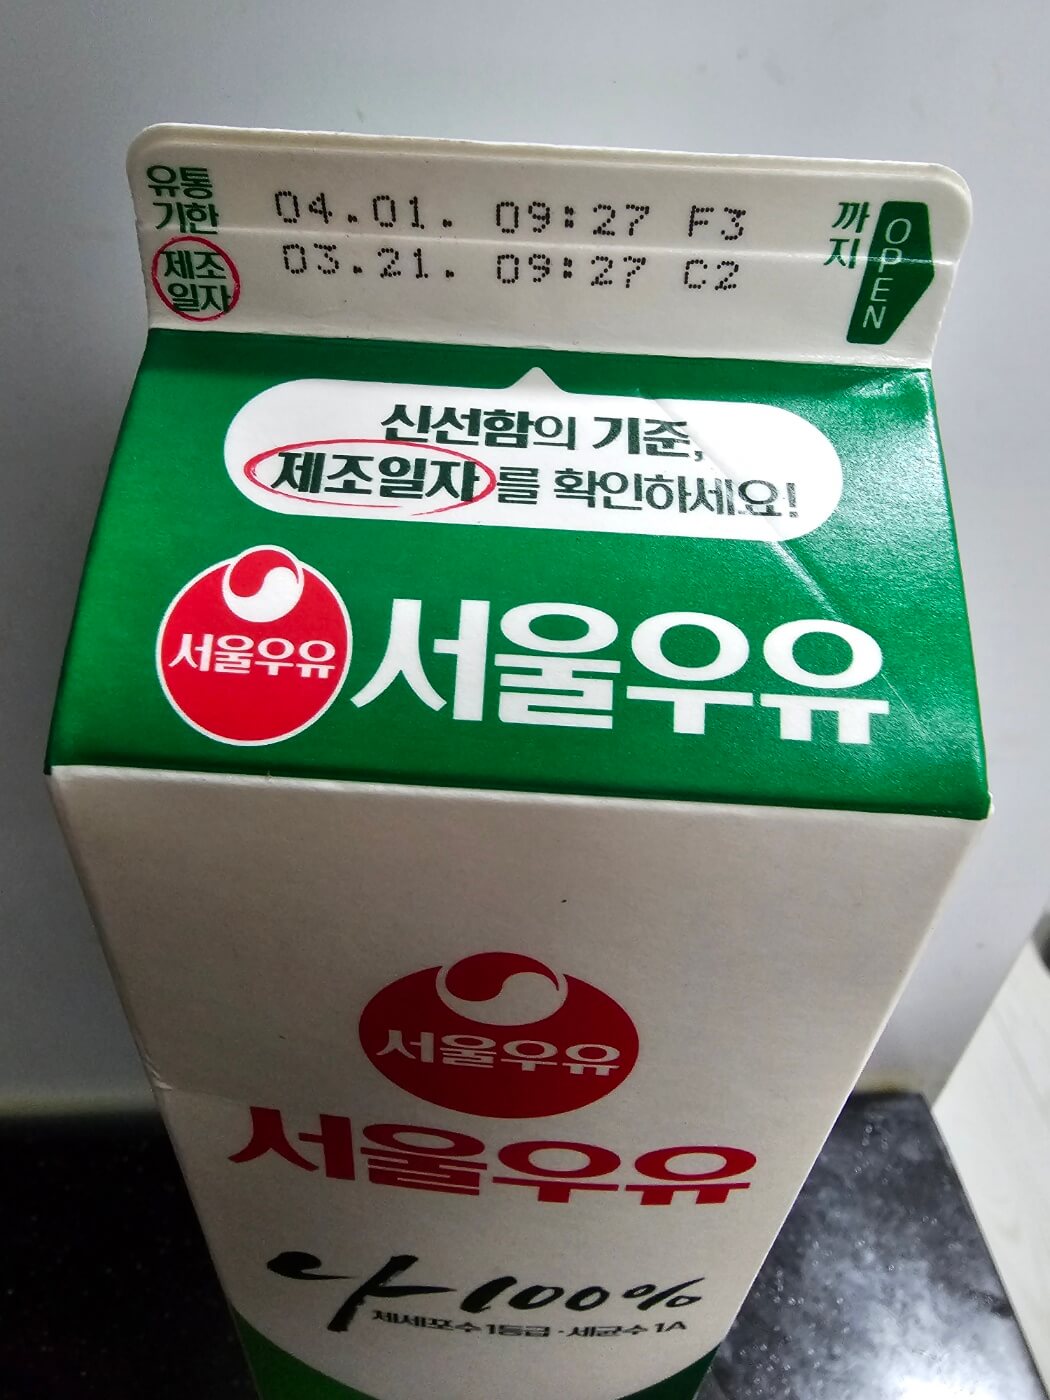 유통
기한
04.01. 09:27 F3
까
지
OPEN
제조
일자
03.21. 09:27 C2
신선함의 기준,
제조일자를 확인하세요!
서울우유
서울우유
서울우유
서울우유
나100%
체세포수 1등급 · 세균수 1A